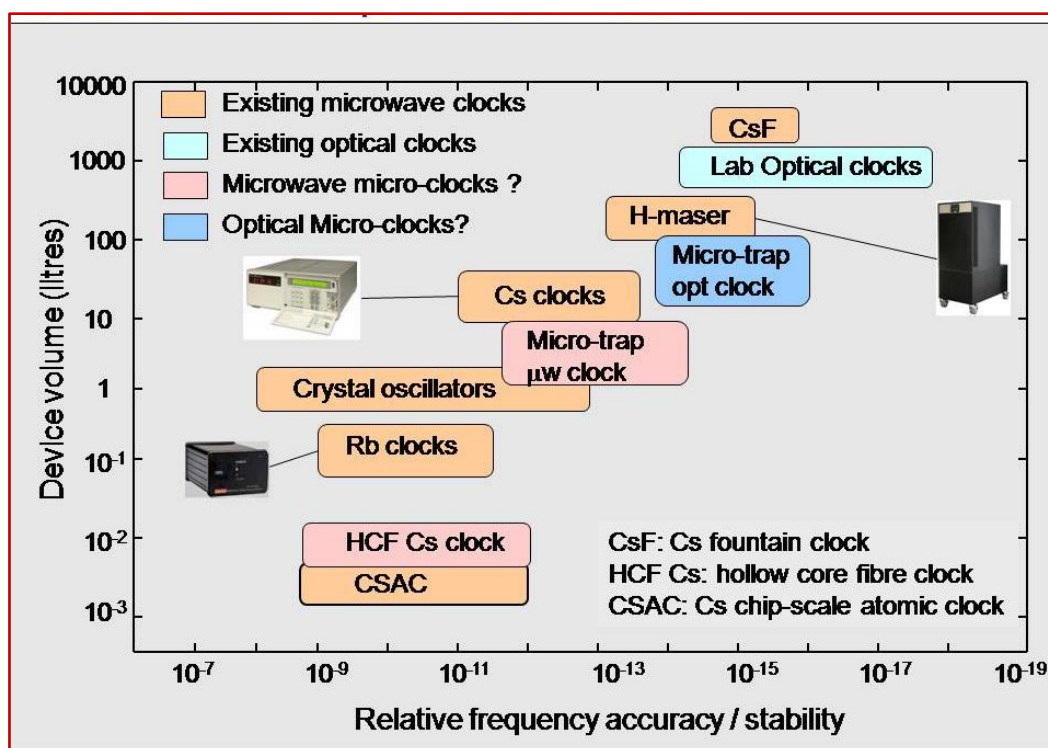 10000
1000
100
10
1
10⁻¹
10⁻²
10⁻³
Device volume (litres)
Existing microwave clocks
Existing optical clocks
Microwave micro-clocks ?
Optical Micro-clocks?
CsF
Lab Optical clocks
H-maser
Micro-trap
opt clock
Cs clocks
Micro-trap
μw clock
Crystal oscillators
Rb clocks
HCF Cs clock
CSAC
CsF: Cs fountain clock
HCF Cs: hollow core fibre clock
CSAC: Cs chip-scale atomic clock
10⁻⁷ 10⁻⁹ 10⁻¹¹ 10⁻¹³ 10⁻¹⁵ 10⁻¹⁷ 10⁻¹⁹
Relative frequency accuracy / stability